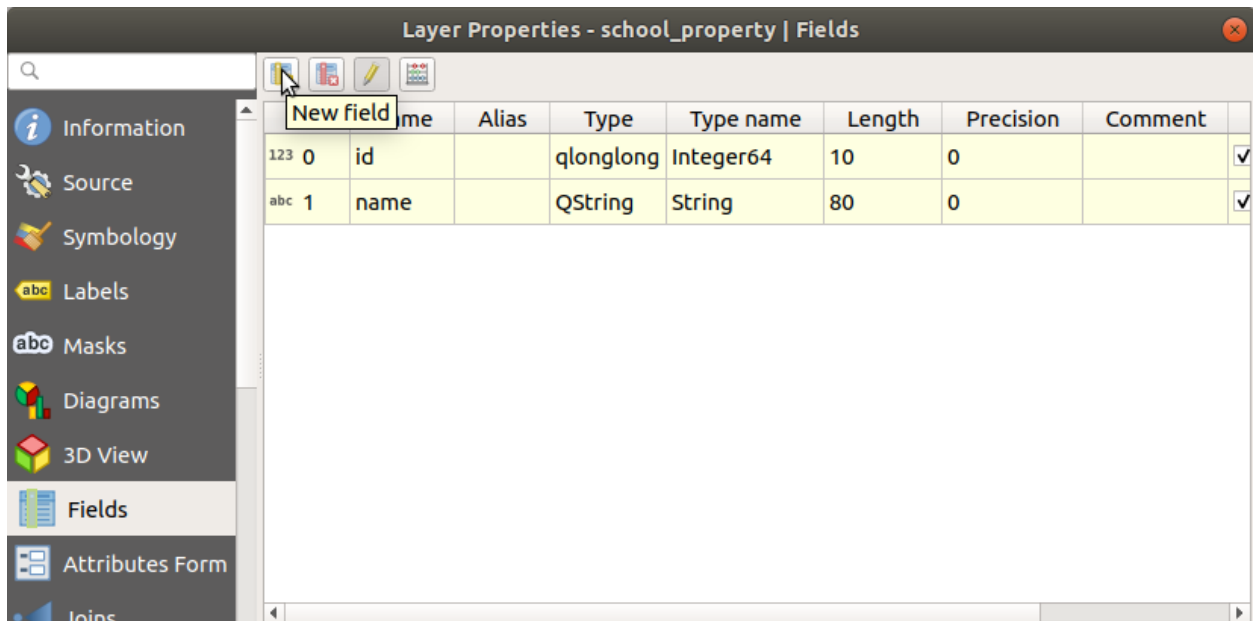 Layer Properties - school_property | Fields
New field
me Alias Type Type name Length Precision Comment
123 0 id qlonglong Integer64 10 0
abc 1 name QString String 80 0
Information
Source
Symbology
abc Labels
abc Masks
Diagrams
3D View
Fields
Attributes Form
Joins